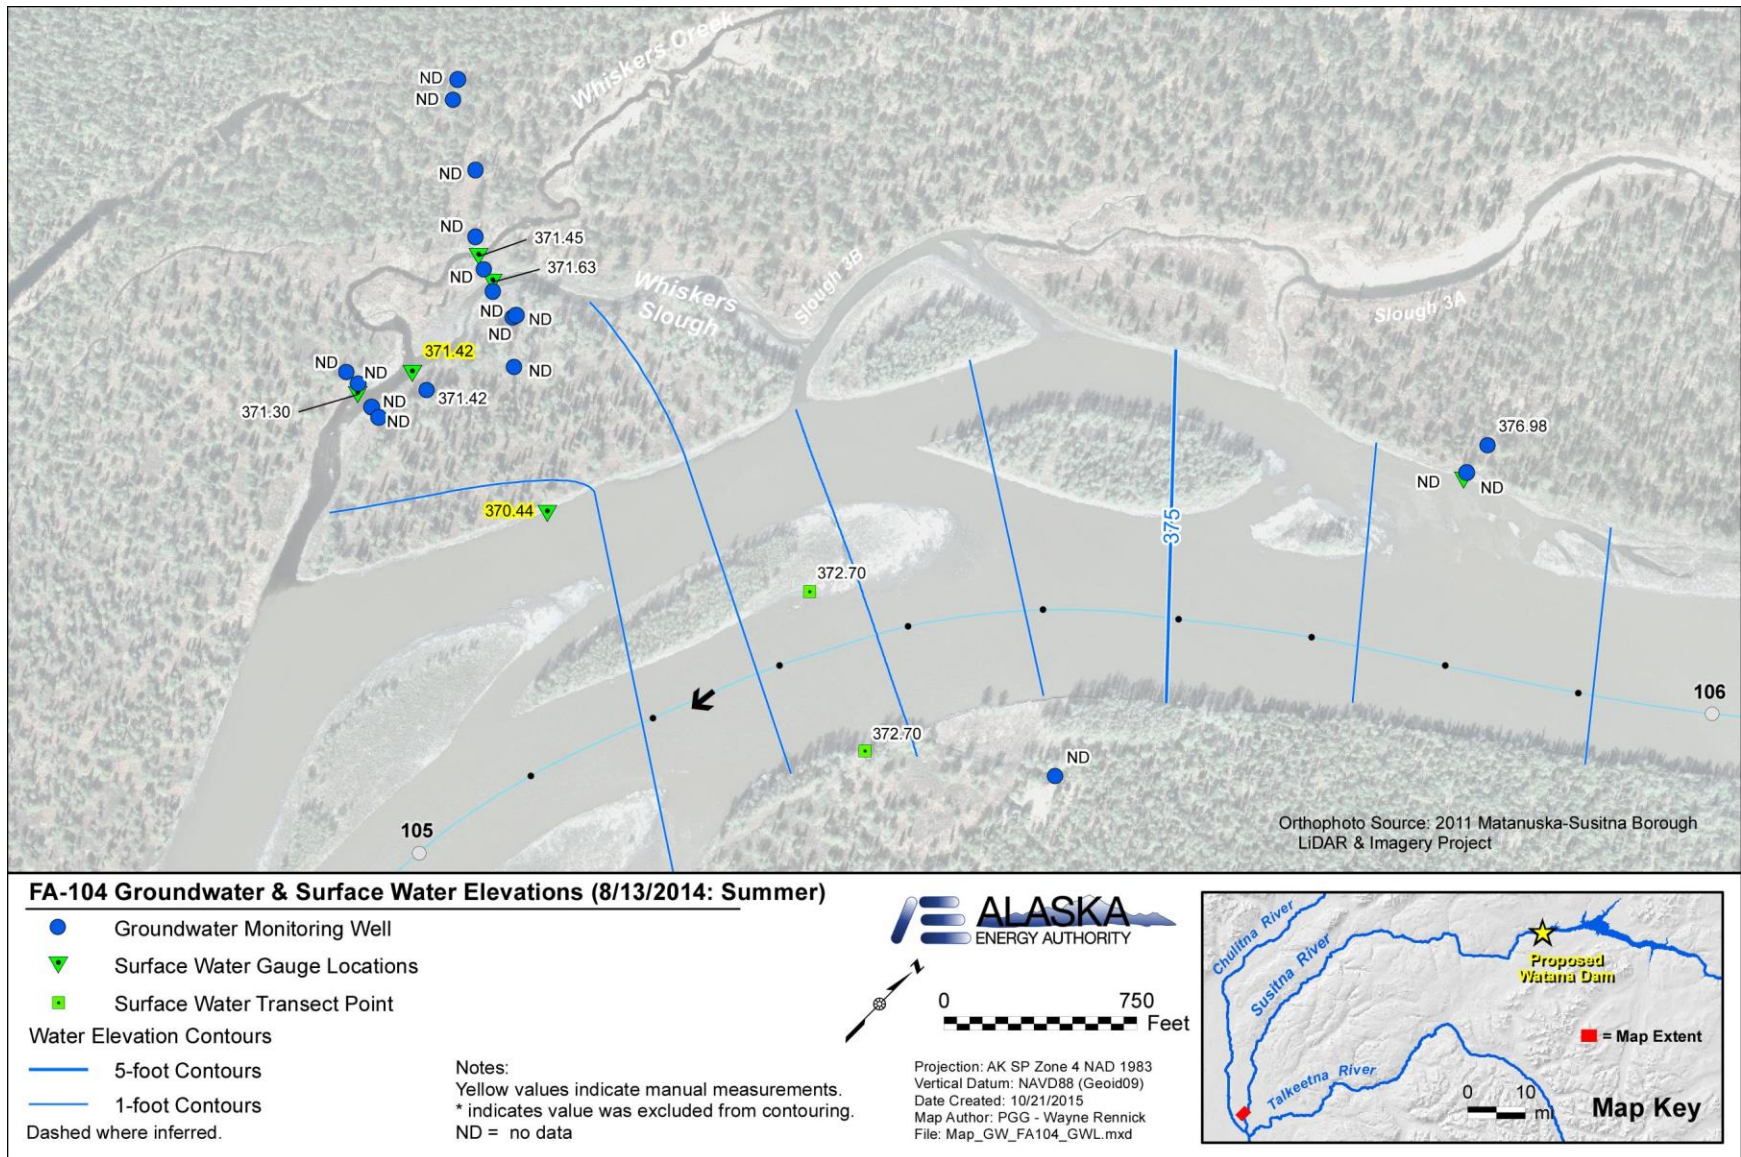 ND
ND
Whiskers Creek
ND
ND
371.45
ND
371.63
Whiskers
Slough
Slough 3B
Slough 3A
ND
ND
ND
371.42
ND
ND
ND
371.42
371.30
ND
ND
376.98
ND
ND
370.44
375
372.70
372.70
ND
106
105
Orthophoto Source: 2011 Matanuska-Susitna Borough
LiDAR & Imagery Project
FA-104 Groundwater & Surface Water Elevations (8/13/2014: Summer)
Groundwater Monitoring Well
Surface Water Gauge Locations
Surface Water Transect Point
Water Elevation Contours
5-foot Contours
1-foot Contours
Dashed where inferred.
Notes:
Yellow values indicate manual measurements.
* indicates value was excluded from contouring.
ND = no data
ALASKA
ENERGY AUTHORITY
N
0 750
Feet
Projection: AK SP Zone 4 NAD 1983
Vertical Datum: NAVD88 (Geoid09)
Date Created: 10/21/2015
Map Author: PGG - Wayne Rennick
File: Map_GW_FA104_GWL.mxd
Chulitna River
Susitna River
Proposed
Watana Dam
= Map Extent
Talkeetna River
0 10
mi
Map Key